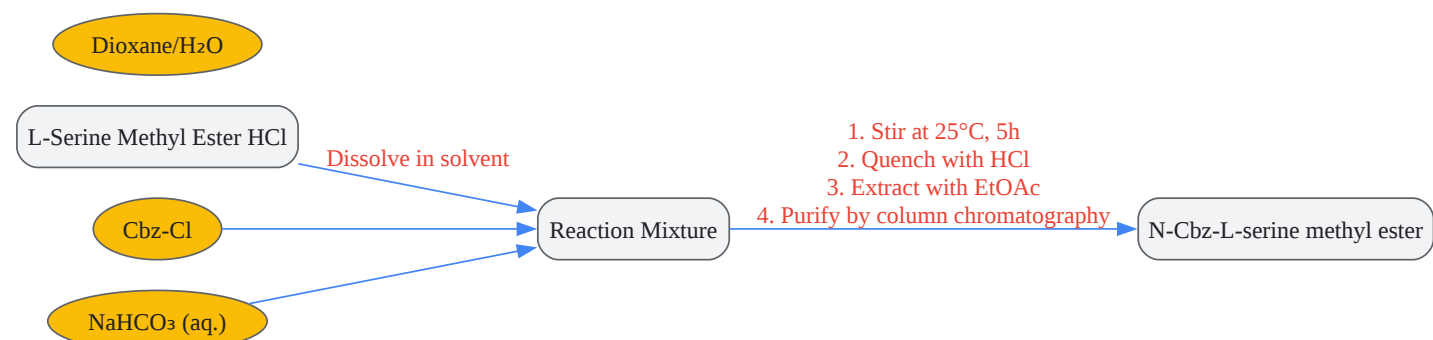 Dioxane/H₂O
L-Serine Methyl Ester HCl
Dissolve in solvent
Cbz-Cl
NaHCO₃ (aq.)
Reaction Mixture
1. Stir at 25°C, 5h
2. Quench with HCl
3. Extract with EtOAc
4. Purify by column chromatography
N-Cbz-L-serine methyl ester